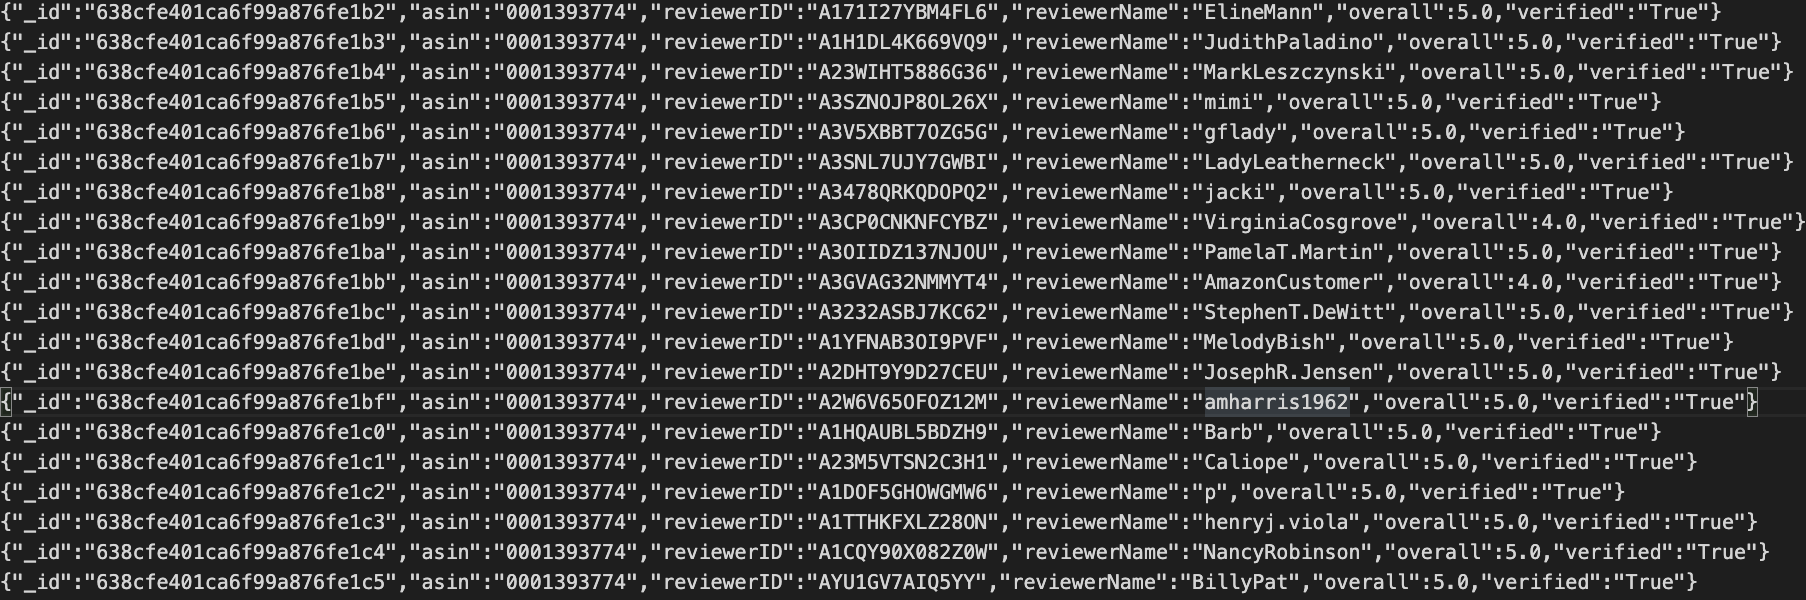 {"_id":"638cfe401ca6f99a876fe1b2","asin":"0001393774","reviewerID":"A171I27YBM4FL6","reviewerName":"ElineMann","overall":5.0,"verified":"True"}
{"_id":"638cfe401ca6f99a876fe1b3","asin":"0001393774","reviewerID":"A1H1DL4K669VQ9","reviewerName":"JudithPaladino","overall":5.0,"verified":"True"}
{"_id":"638cfe401ca6f99a876fe1b4","asin":"0001393774","reviewerID":"A23WIHT5886G36","reviewerName":"MarkLeszczynski","overall":5.0,"verified":"True"}
{"_id":"638cfe401ca6f99a876fe1b5","asin":"0001393774","reviewerID":"A3SZNOJP8OL26X","reviewerName":"mimi","overall":5.0,"verified":"True"}
{"_id":"638cfe401ca6f99a876fe1b6","asin":"0001393774","reviewerID":"A3V5XBBT7OZG5G","reviewerName":"gflady","overall":5.0,"verified":"True"}
{"_id":"638cfe401ca6f99a876fe1b7","asin":"0001393774","reviewerID":"A3SNL7UJY7GWBI","reviewerName":"LadyLeatherneck","overall":5.0,"verified":"True"}
{"_id":"638cfe401ca6f99a876fe1b8","asin":"0001393774","reviewerID":"A3478QRKQDOPQ2","reviewerName":"jacki","overall":5.0,"verified":"True"}
{"_id":"638cfe401ca6f99a876fe1b9","asin":"0001393774","reviewerID":"A3CP0CNKNFCYBZ","reviewerName":"VirginiaCosgrove","overall":4.0,"verified":"True"}
{"_id":"638cfe401ca6f99a876fe1ba","asin":"0001393774","reviewerID":"A3OIIDZ137NJOU","reviewerName":"PamelaT.Martin","overall":5.0,"verified":"True"}
{"_id":"638cfe401ca6f99a876fe1bb","asin":"0001393774","reviewerID":"A3GVAG32NMMYT4","reviewerName":"AmazonCustomer","overall":4.0,"verified":"True"}
{"_id":"638cfe401ca6f99a876fe1bc","asin":"0001393774","reviewerID":"A3232ASBJ7KC62","reviewerName":"StephenT.DeWitt","overall":5.0,"verified":"True"}
{"_id":"638cfe401ca6f99a876fe1bd","asin":"0001393774","reviewerID":"A1YFNAB3OI9PVF","reviewerName":"MelodyBish","overall":5.0,"verified":"True"}
{"_id":"638cfe401ca6f99a876fe1be","asin":"0001393774","reviewerID":"A2DHT9Y9D27CEU","reviewerName":"JosephR.Jensen","overall":5.0,"verified":"True"}
{"_id":"638cfe401ca6f99a876fe1bf","asin":"0001393774","reviewerID":"A2W6V65OFOZ12M","reviewerName":"amharris1962","overall":5.0,"verified":"True"}
{"_id":"638cfe401ca6f99a876fe1c0","asin":"0001393774","reviewerID":"A1HQAUBL5BDZH9","reviewerName":"Barb","overall":5.0,"verified":"True"}
{"_id":"638cfe401ca6f99a876fe1c1","asin":"0001393774","reviewerID":"A23M5VTSN2C3H1","reviewerName":"Caliope","overall":5.0,"verified":"True"}
{"_id":"638cfe401ca6f99a876fe1c2","asin":"0001393774","reviewerID":"A1DOF5GHOWGMW6","reviewerName":"p","overall":5.0,"verified":"True"}
{"_id":"638cfe401ca6f99a876fe1c3","asin":"0001393774","reviewerID":"A1TTHKFXLZ28ON","reviewerName":"henryj.viola","overall":5.0,"verified":"True"}
{"_id":"638cfe401ca6f99a876fe1c4","asin":"0001393774","reviewerID":"A1CQY90X082Z0W","reviewerName":"NancyRobinson","overall":5.0,"verified":"True"}
{"_id":"638cfe401ca6f99a876fe1c5","asin":"0001393774","reviewerID":"AYU1GV7AIQ5YY","reviewerName":"BillyPat","overall":5.0,"verified":"True"}